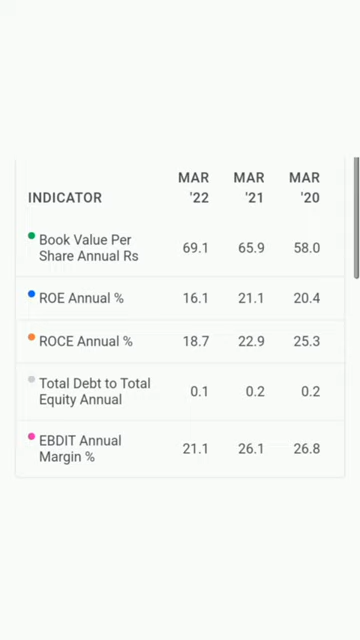 MAR MAR MAR
INDICATOR '22 '21 '20
Book Value Per
Share Annual Rs 69.1 65.9 58.0
ROE Annual % 16.1 21.1 20.4
ROCE Annual % 18.7 22.9 25.3
Total Debt to Total
Equity Annual 0.1 0.2 0.2
EBDIT Annual
Margin % 21.1 26.1 26.8